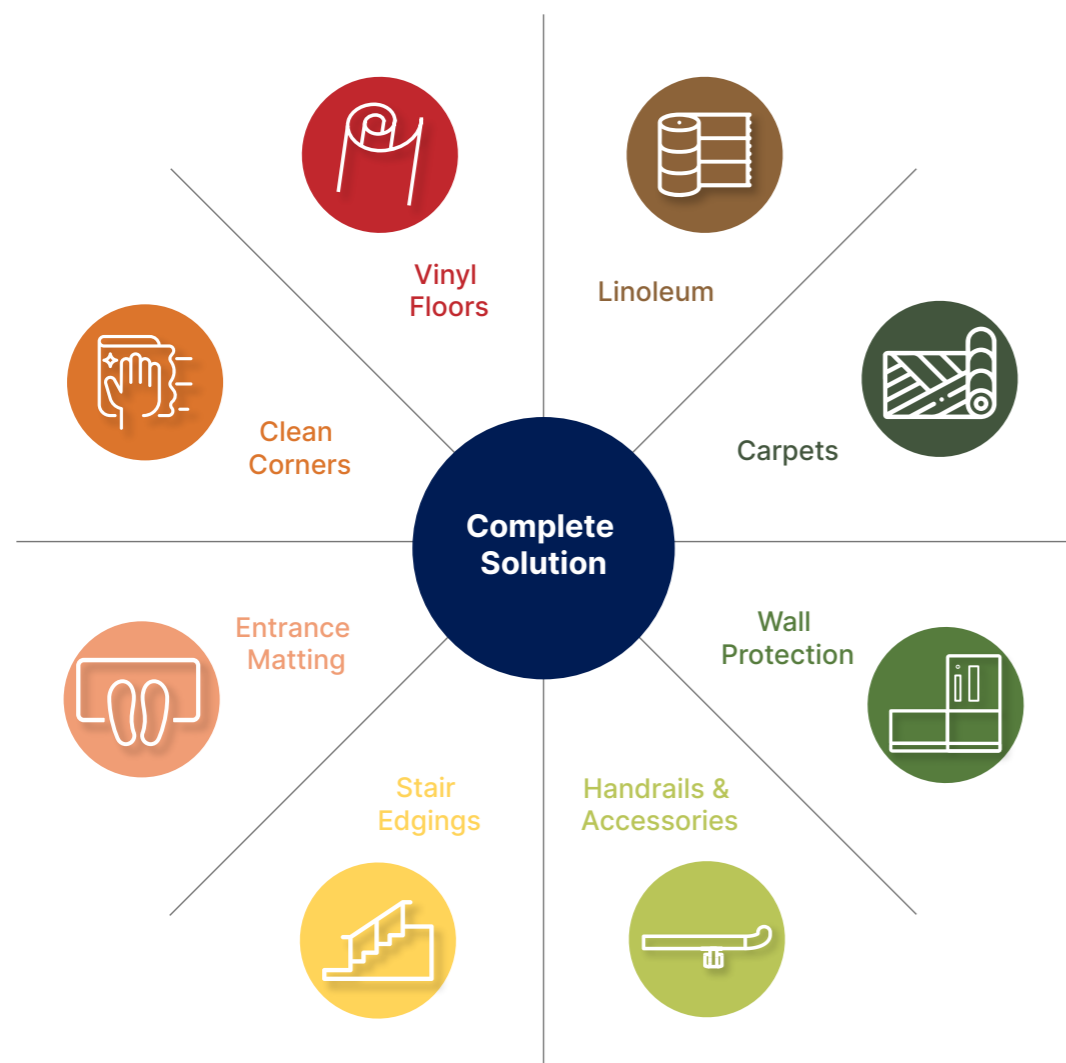 Vinyl
Floors
Linoleum
Clean
Corners
Carpets
Complete
Solution
Entrance
Matting
Wall
Protection
Stair
Edgings
Handrails &
Accessories